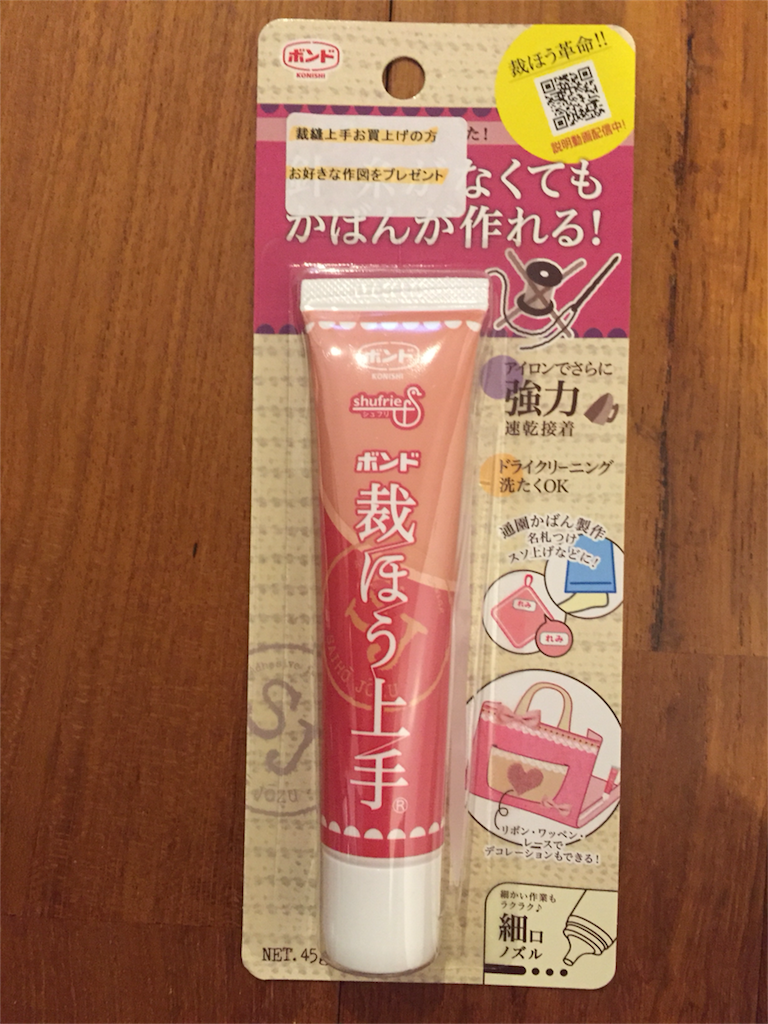 ボンド
KONISHI
裁ほう革命!!
説明動画配信中!
裁縫上手お買上げの方
お好きな作図をプレゼント
た!
なくても
かばんが作れる!
ボンド
KONISHI
shufrie
シュフリエ
ボンド
裁ほう上手®
アイロンでさらに
強力
速乾接着
ドライクリーニング
洗たくOK
通園かばん製作
名札つけ
スソ上げなどに!
れみ
れみ
リボン・ワッペン・
レースで
デコレーションもできる!
細かい作業も
ラクラク♪
細口
ノズル
NET.45g